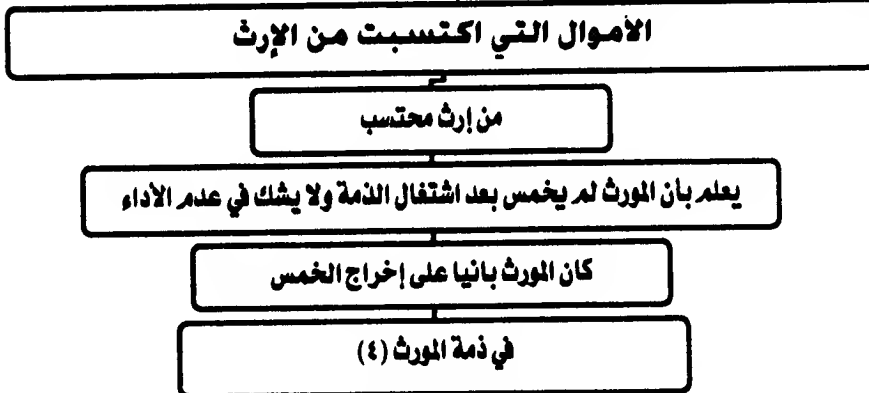 الأموال التي اكتسبت من الإرث
من إرث محتسب
يعلم بأن المورث لم يخمس بعد اشتغال الذمة ولا يشك في عدم الأداء
كان المورث بانيا على إخراج الخمس
في ذمة المورث (٤)